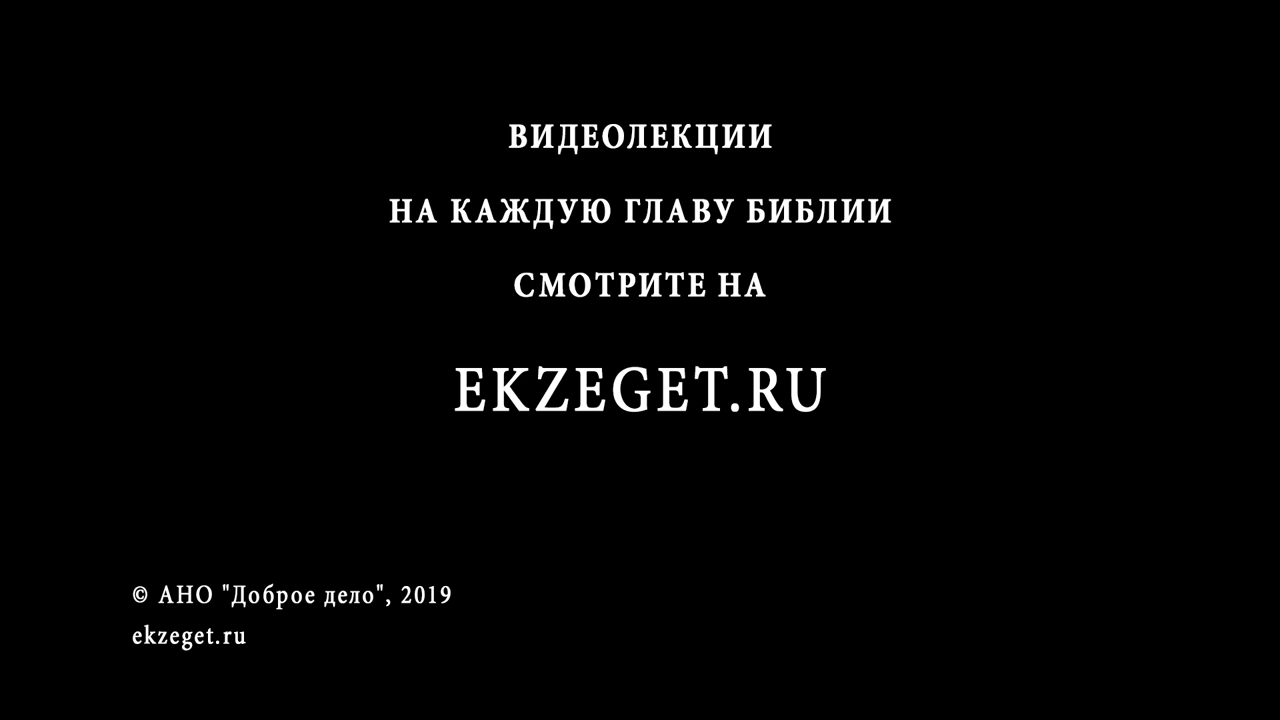 ВИДЕОЛЕКЦИИ
НА КАЖДУЮ ГЛАВУ БИБЛИИ
СМОТРИТЕ НА
EKZEGET.RU
© АНО "Доброе дело", 2019
ekzeget.ru